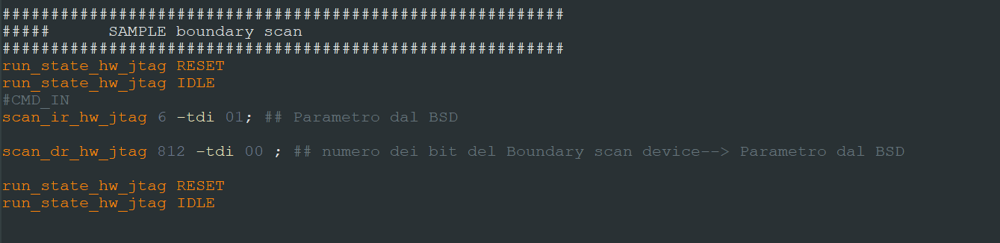 ##########################################################
#####      SAMPLE boundary scan
##########################################################
run_state_hw_jtag RESET
run_state_hw_jtag IDLE
#CMD_IN
scan_ir_hw_jtag 6 -tdi 01; ## Parametro dal BSD
scan_dr_hw_jtag 812 -tdi 00 ; ## numero dei bit del Boundary scan device--> Parametro dal BSD
run_state_hw_jtag RESET
run_state_hw_jtag IDLE